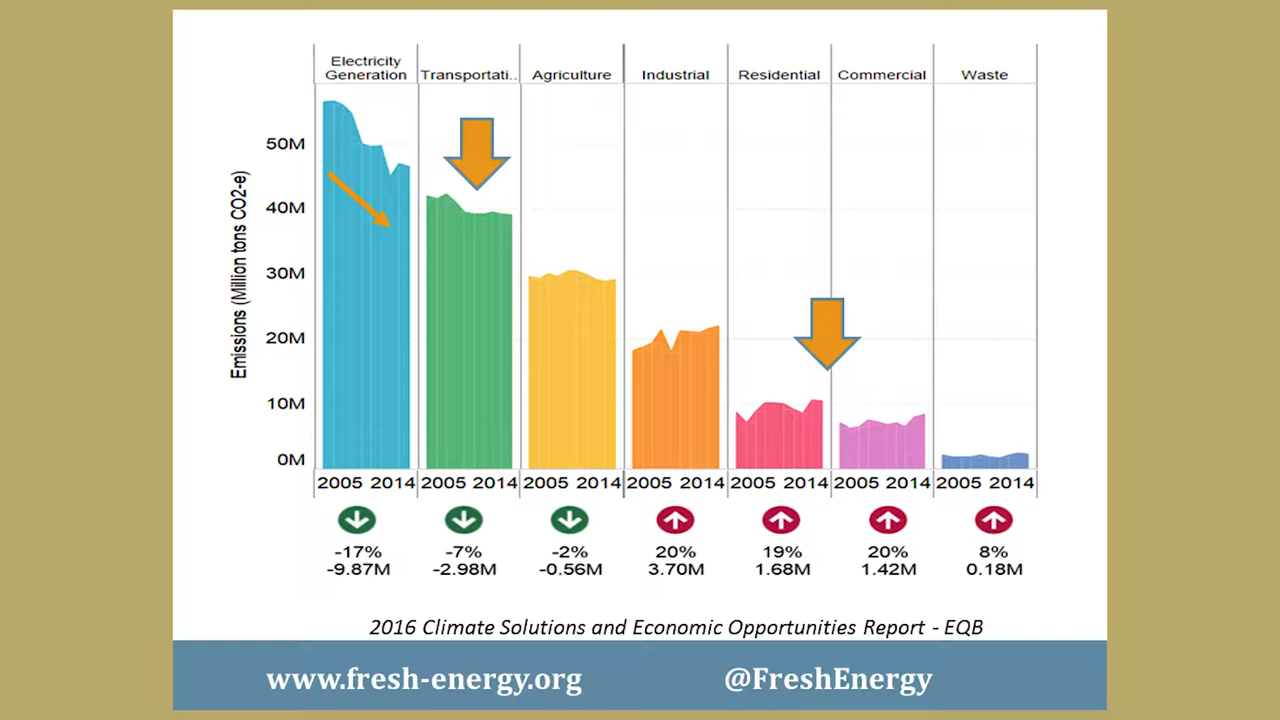 Electricity Generation
Transportati..
Agriculture
Industrial
Residential
Commercial
Waste
Emissions (Million tons CO2-e)
50M
40M
30M
20M
10M
0M
2005 2014 2005 2014 2005 2014 2005 2014 2005 2014 2005 2014 2005 2014
-17% -7% -2% 20% 19% 20% 8%
-9.87M -2.98M -0.56M 3.70M 1.68M 1.42M 0.18M
2016 Climate Solutions and Economic Opportunities Report - EQB
www.fresh-energy.org @FreshEnergy